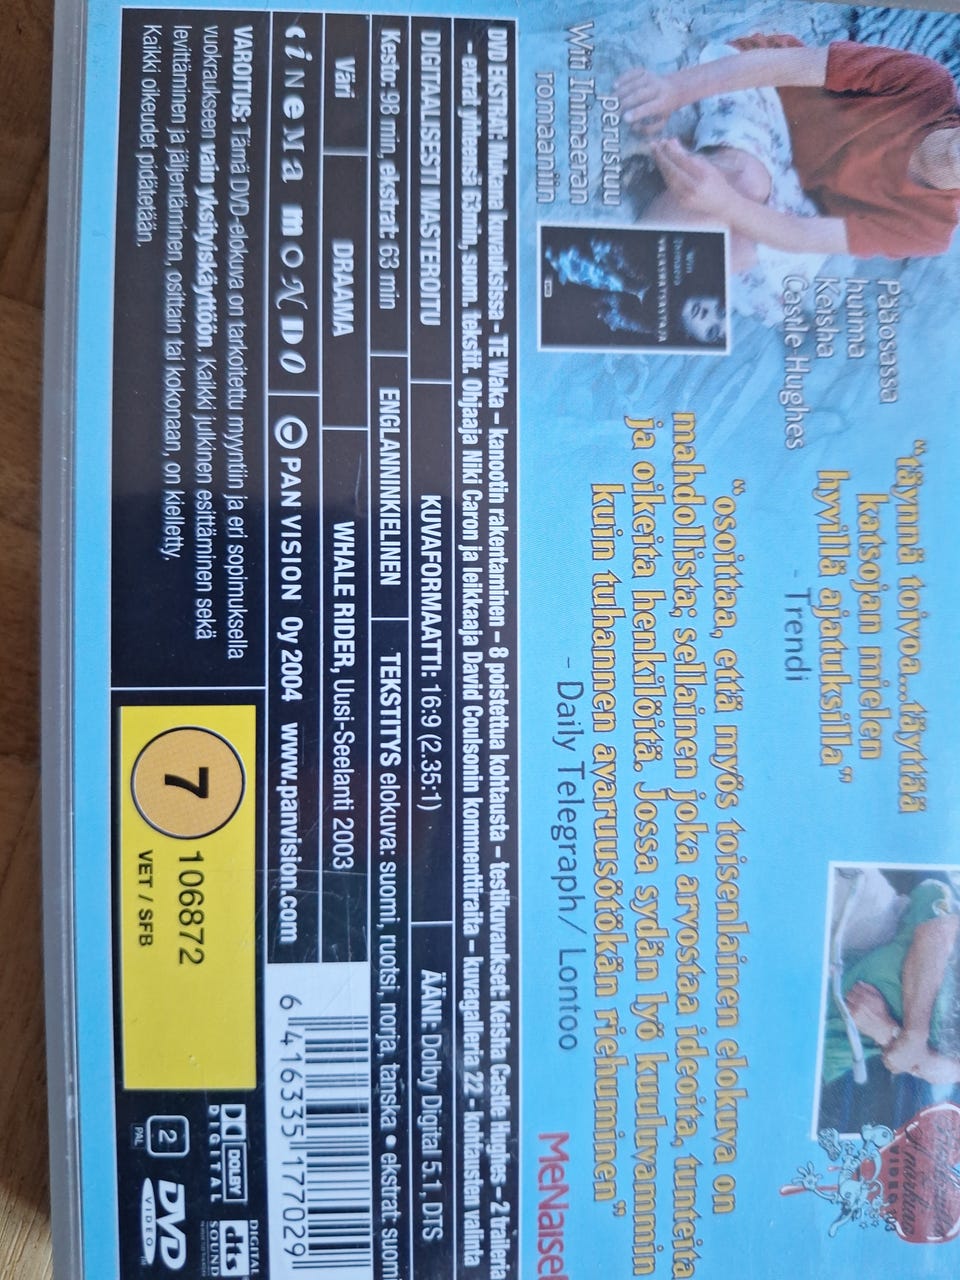 Pääosassa
huima
Keisha
Castle-Hughes
perustuu
Witi Ihimaeran
romaaniin
Witi
Ihimaera
VALASRATSASTAJA
"täynnä toivoa...täyttää
katsojan mielen
hyvillä ajatuksilla"
- Trendi
"osoittaa, että myös toisenlainen elokuva on
mahdollista; sellainen joka arvostaa ideoita, tunteita
ja oikeita henkilöitä. Jossa sydän lyö kuuluvammin
kuin tuhannen avaruusötökän riehuminen"
- Daily Telegraph/ Lontoo
MeNaiset
DVD EKSTRAT: Mukana kuvauksissa - TE Waka – kanootin rakentaminen – 8 poistettua kohtausta – testikuvaukset: Keisha Castle Hughes – 2 traileria
– extrat yhteensä 63min, suom. tekstit. Ohjaaja Niki Caron ja leikkaaja David Coulsonin kommenttiraita – kuvagalleria 22 - kohtausten valinta
DIGITAALISESTI MASTEROITU
KUVAFORMAATTI: 16:9 (2.35:1)
ÄÄNI: Dolby Digital 5.1, DTS
Kesto: 98 min, ekstrat: 63 min
ENGLANNINKIELINEN
TEKSTITYS elokuva: suomi, ruotsi, norja, tanska • ekstrat: suomi
Väri
DRAAMA
WHALE RIDER, Uusi-Seelanti 2003
CiNeMa mONDO
PAN VISION Oy 2004 www.panvision.com
VAROITUS: Tämä DVD-elokuva on tarkoitettu myyntiin ja eri sopimuksella
vuokraukseen vain yksityiskäyttöön. Kaikki julkinen esittäminen sekä
levittäminen ja jäljentäminen, osittain tai kokonaan, on kielletty.
Kaikki oikeudet pidätetään.
7
106872
VET / SFB
6 416335 177029
DOLBY
DIGITAL
dts
DIGITAL
SOUND
2
PAL
DVD
VIDEO